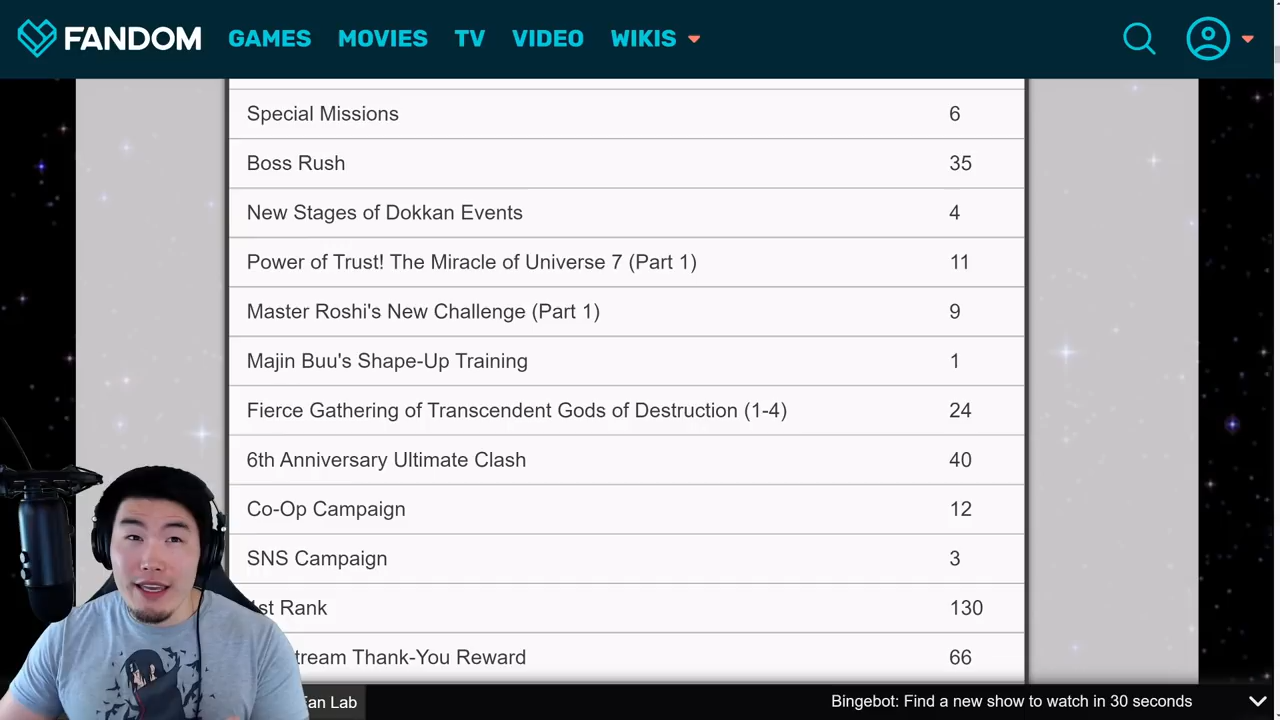 FANDOM GAMES MOVIES TV VIDEO WIKIS
Special Missions 6
Boss Rush 35
New Stages of Dokkan Events 4
Power of Trust! The Miracle of Universe 7 (Part 1) 11
Master Roshi's New Challenge (Part 1) 9
Majin Buu's Shape-Up Training 1
Fierce Gathering of Transcendent Gods of Destruction (1-4) 24
6th Anniversary Ultimate Clash 40
Co-Op Campaign 12
SNS Campaign 3
1st Rank 130
Thank-You Reward 66
Fan Lab Bingebot: Find a new show to watch in 30 seconds